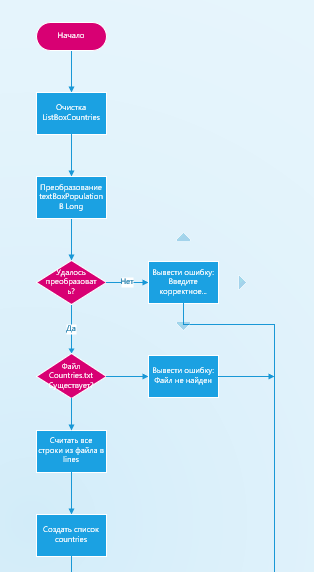 Начало
Очистка
ListBoxCountries
Преобразование
textBoxPopulation
В Long
Удалось
преобразоват
ь?
Нет
Вывести ошибку:
Введите
корректное...
Да
Файл
Countries.txt
Существует?
Вывести ошибку:
Файл не найден
Считать все
строки из файла в
lines
Создать список
countries